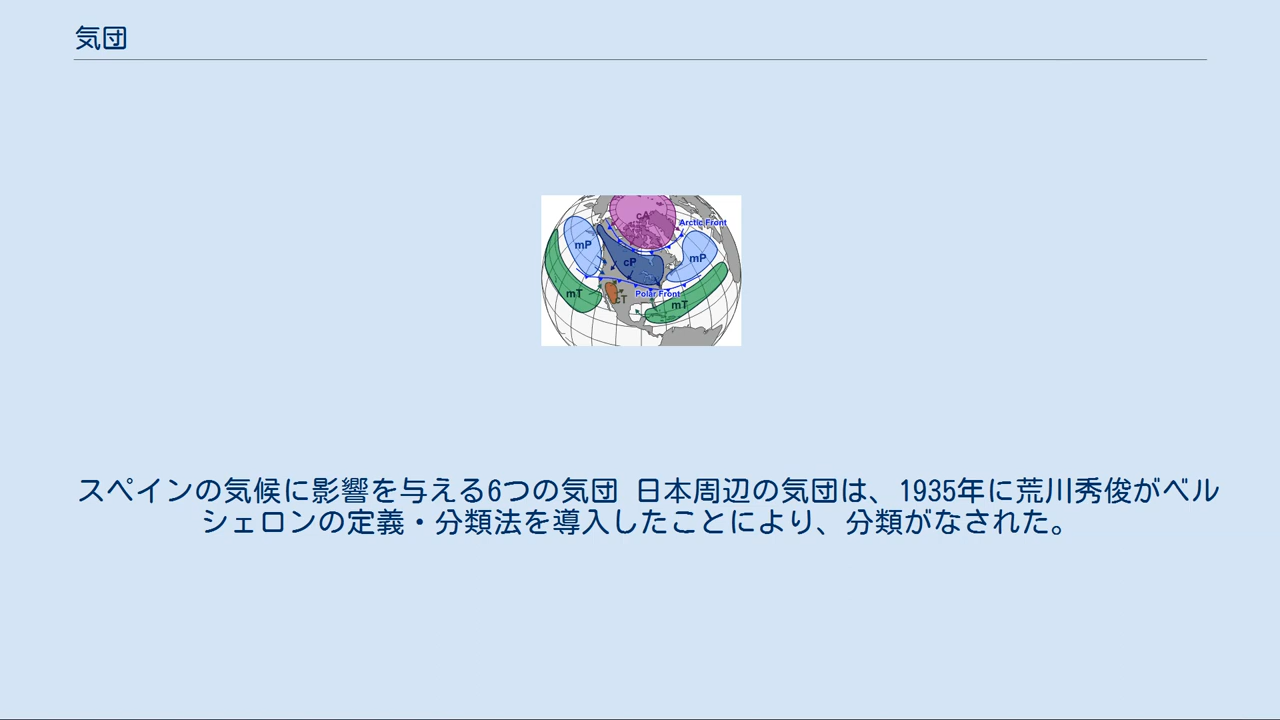 気団
cA
Arctic Front
mP
cP
mP
mT
cT
Polar Front
mT
スペインの気候に影響を与える6つの気団 日本周辺の気団は、1935年に荒川秀俊がベル
シェロンの定義・分類法を導入したことにより、分類がなされた。